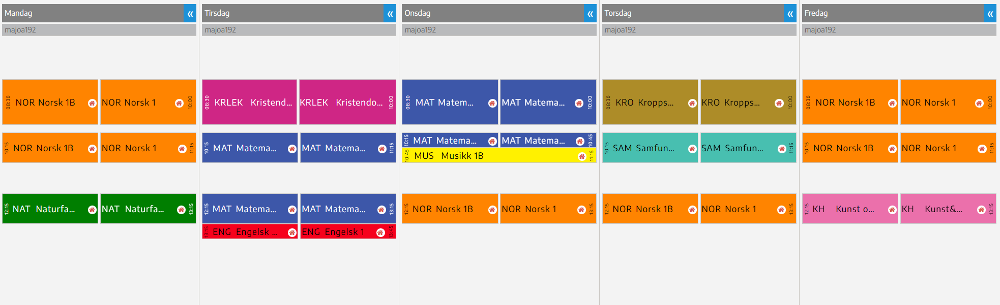 Mandag «
majoa192
08:30 NOR Norsk 1B NOR Norsk 1 10:00
10:15 NOR Norsk 1B NOR Norsk 1 11:15
12:15 NAT Naturfa... NAT Naturfa... 13:15
Tirsdag «
majoa192
08:30 KRLEK Kristend... KRLEK Kristendo... 10:00
10:15 MAT Matema... MAT Matema... 11:15
12:15 MAT Matema... MAT Matema... 13:15
13:15 ENG Engelsk ... ENG Engelsk 1 13:45
Onsdag «
majoa192
08:30 MAT Matem... MAT Matema... 10:00
10:15 MAT Matema... MAT Matema... 10:45
10:45 MUS Musikk 1B 11:15
12:15 NOR Norsk 1B NOR Norsk 1 13:15
Torsdag «
majoa192
08:30 KRO Kropps... KRO Kropps... 10:00
10:15 SAM Samfun... SAM Samfun... 11:15
12:15 NOR Norsk 1B NOR Norsk 1 13:15
Fredag «
majoa192
08:30 NOR Norsk 1B NOR Norsk 1 10:00
10:15 NOR Norsk 1B NOR Norsk 1 11:15
12:15 KH Kunst o... KH Kunst&... 13:15